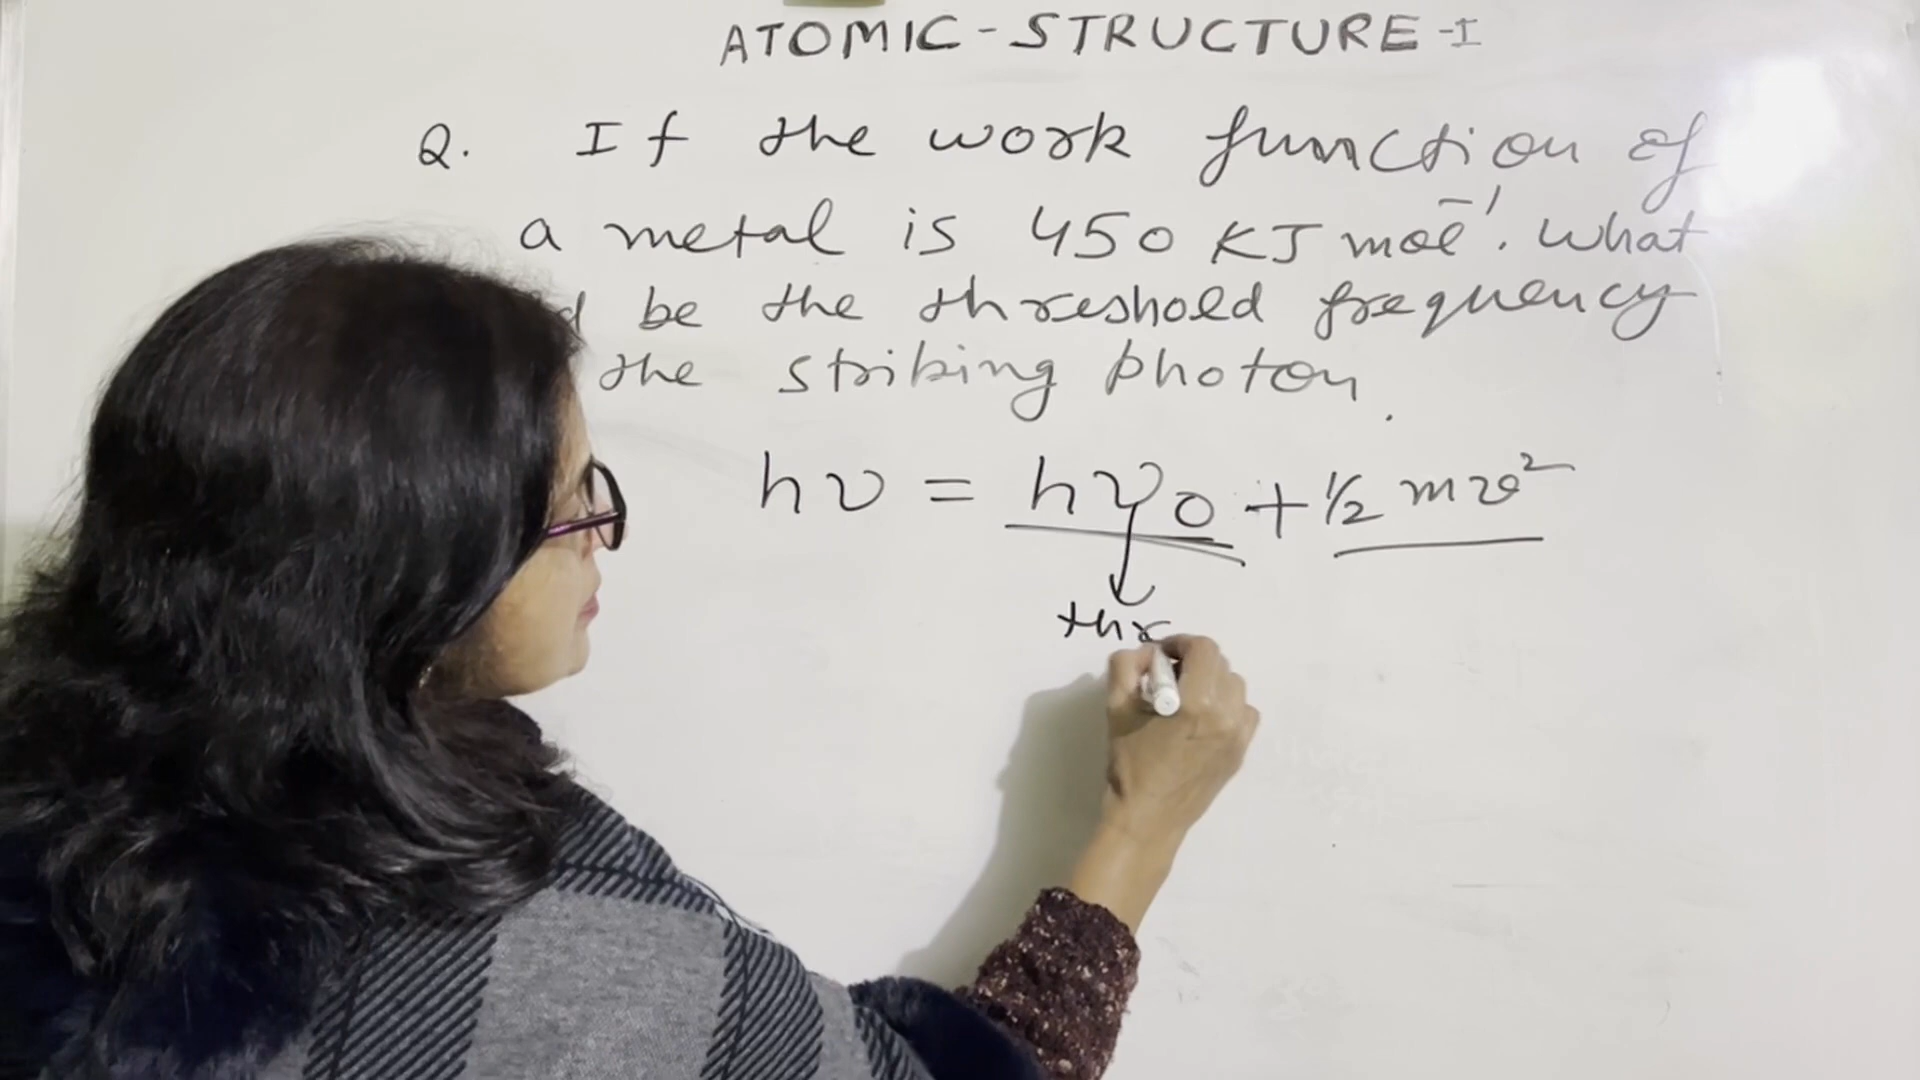 ATOMIC-STRUCTURE-I
Q. If the work function of
a metal is 450 KJ mol⁻¹. What
be the threshold frequency
the striking photon.
hν = hν₀ + ½ mv²
thr